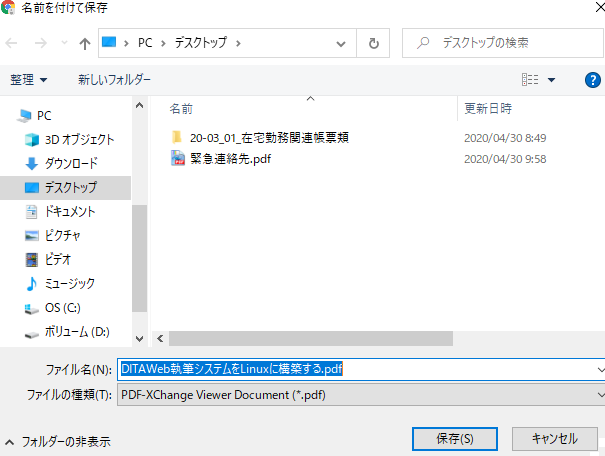 名前を付けて保存
PC デスクトップ
デスクトップの検索
整理 新しいフォルダー
名前 更新日時
20-03_01_在宅勤務関連帳票類 2020/04/30 8:49
緊急連絡先.pdf 2020/04/30 9:58
PC
3D オブジェクト
ダウンロード
デスクトップ
ドキュメント
ピクチャ
ビデオ
ミュージック
OS (C:)
ボリューム (D:)
ファイル名(N): DITAWeb執筆システムをLinuxに構築する.pdf
ファイルの種類(T): PDF-XChange Viewer Document (*.pdf)
フォルダーの非表示 保存(S) キャンセル